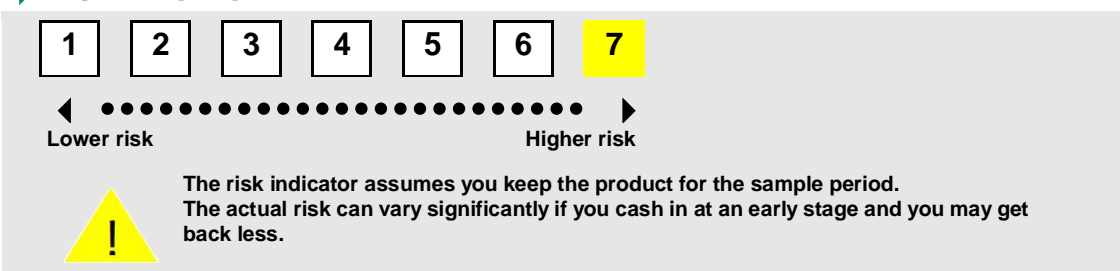 1 2 3 4 5 6 7
Lower risk Higher risk
The risk indicator assumes you keep the product for the sample period.
The actual risk can vary significantly if you cash in at an early stage and you may get
back less.
!